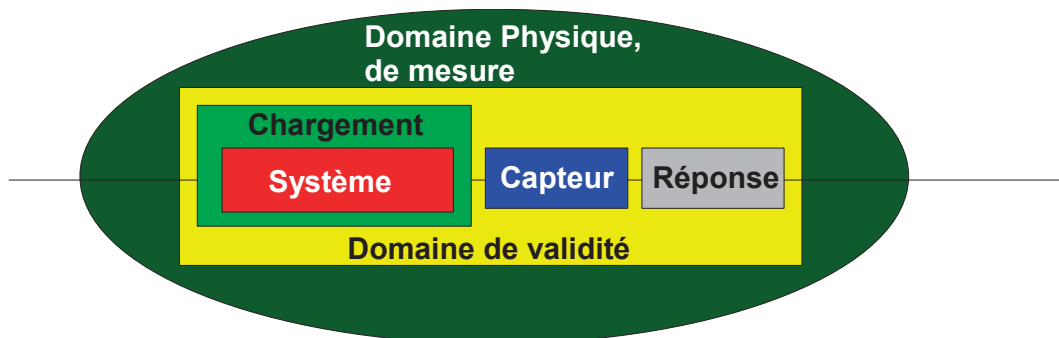 Domaine Physique,
de mesure
Chargement
Système
Capteur
Réponse
Domaine de validité